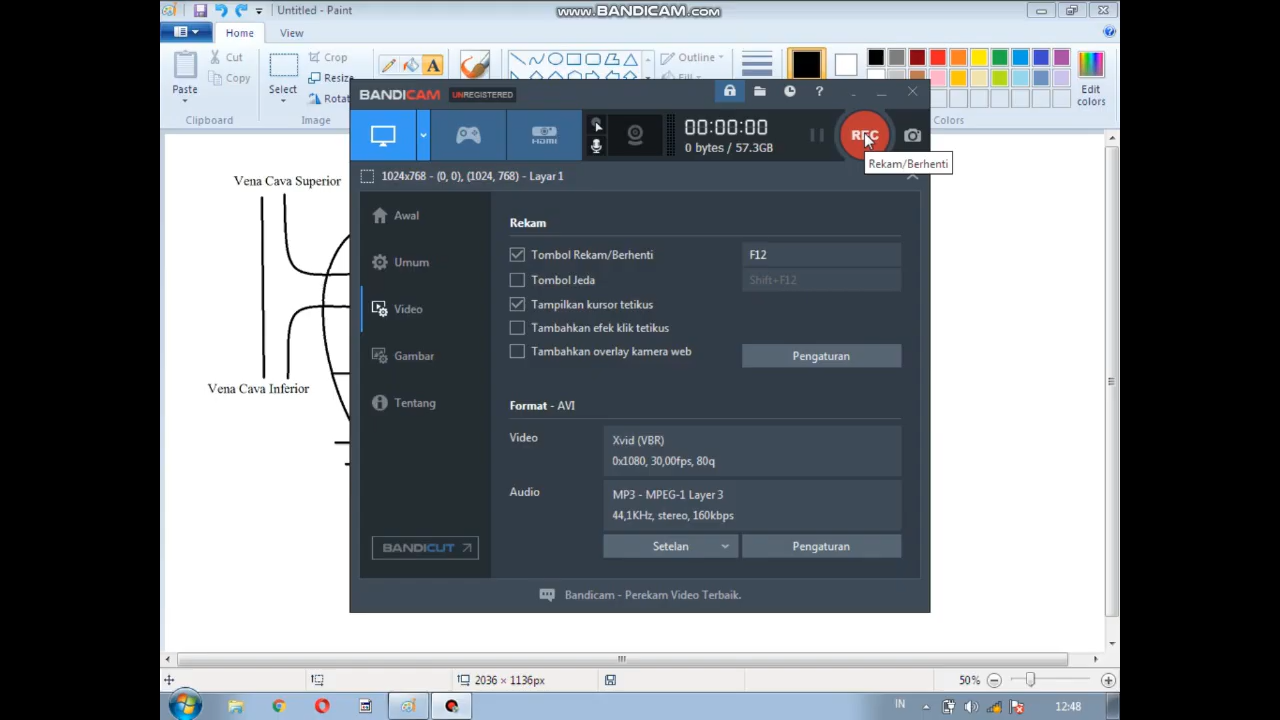 Untitled - Paint
www.BANDICAM.com
Home
View
Paste
Cut
Copy
Clipboard
Select
Crop
Resize
Rotat
Image
Outline
Fill
Edit
colors
Colors
BANDICAM
UNREGISTERED
HDMI
00:00:00
0 bytes / 57.3GB
REC
Rekam/Berhenti
1024x768 - (0, 0), (1024, 768) - Layar 1
Vena Cava Superior
Vena Cava Inferior
Awal
Umum
Video
Gambar
Tentang
BANDICUT
Rekam
Tombol Rekam/Berhenti
F12
Tombol Jeda
Shift+F12
Tampilkan kursor tetikus
Tambahkan efek klik tetikus
Tambahkan overlay kamera web
Pengaturan
Format - AVI
Video
Xvid (VBR)
0x1080, 30,00fps, 80q
Audio
MP3 - MPEG-1 Layer 3
44,1KHz, stereo, 160kbps
Setelan
Pengaturan
Bandicam - Perekam Video Terbaik.
2036 × 1136px
50%
IN
12:48